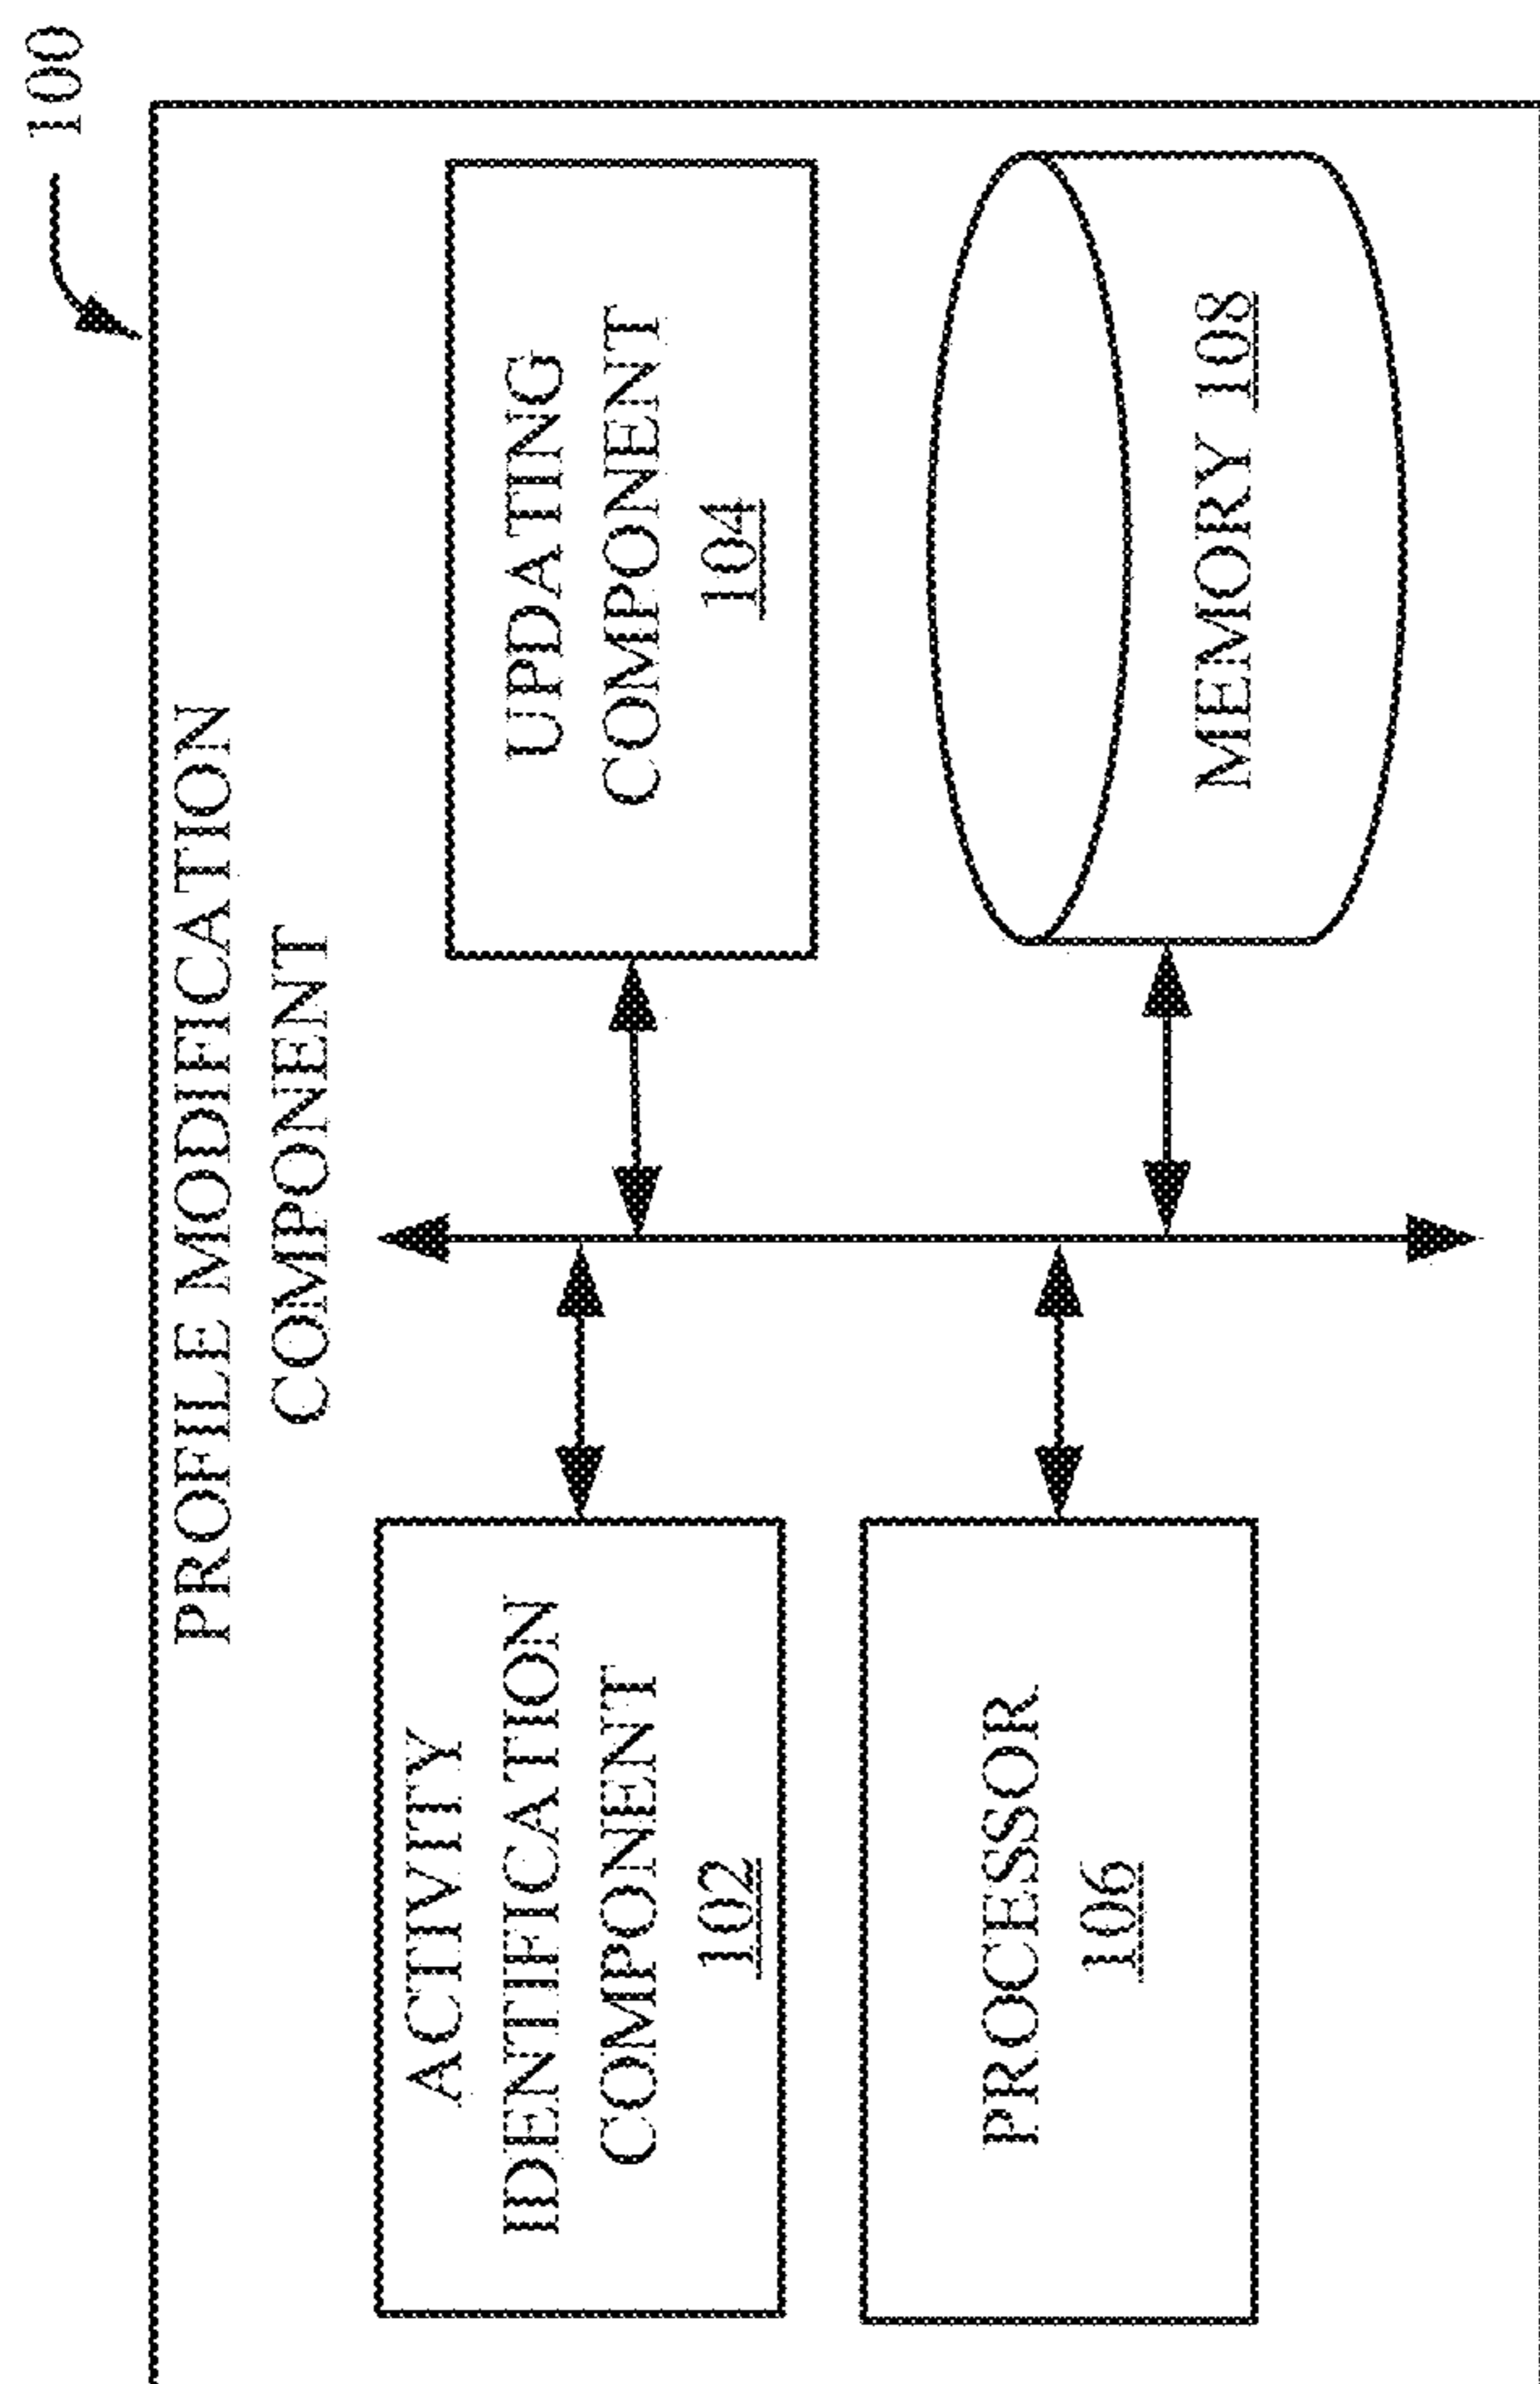 100
PROFILE MODIFICATION
COMPONENT
ACTIVITY
IDENTIFICATION
COMPONENT
102
UPDATING
COMPONENT
104
PROCESSOR
106
MEMORY 108